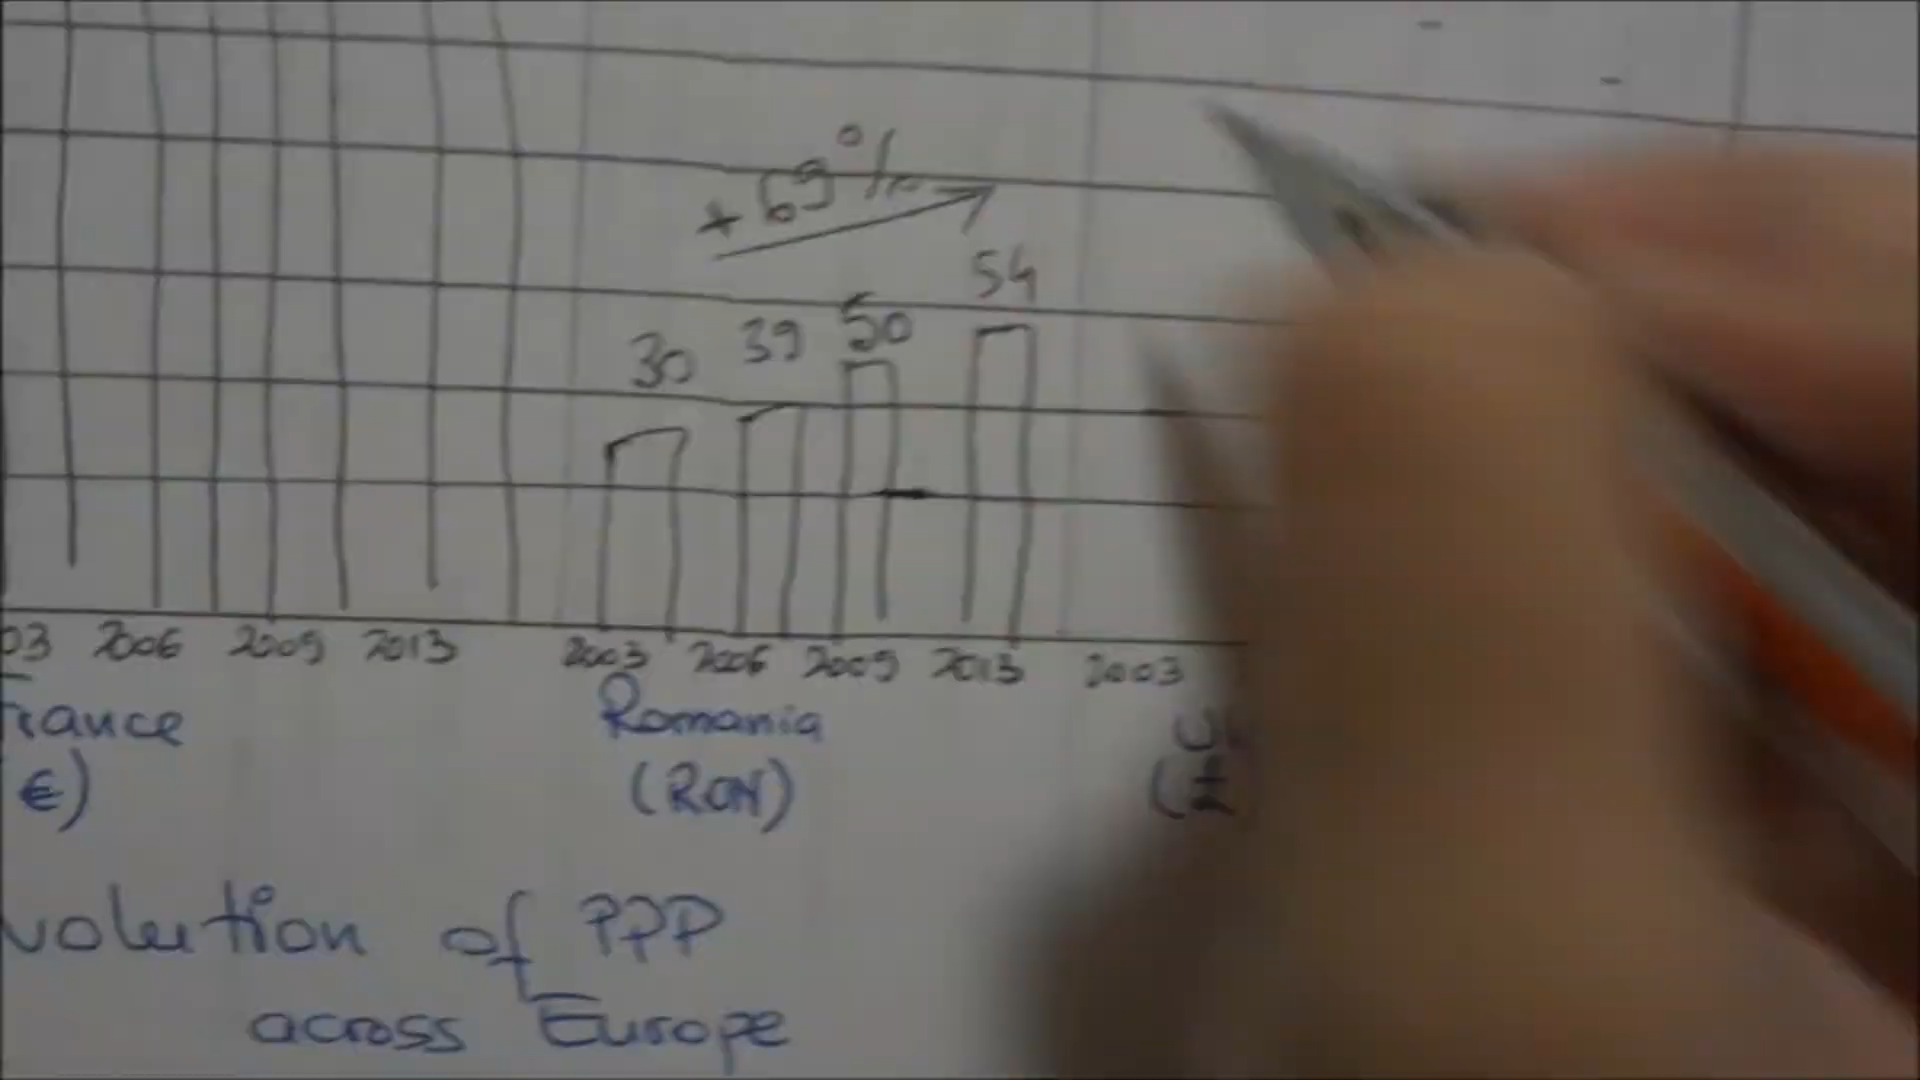 +69%
54
30 39 50
03 2006 2009 2013 2003 2006 2009 2013 2003
rance Romania
€) (RON)
volution of PPP
across Europe